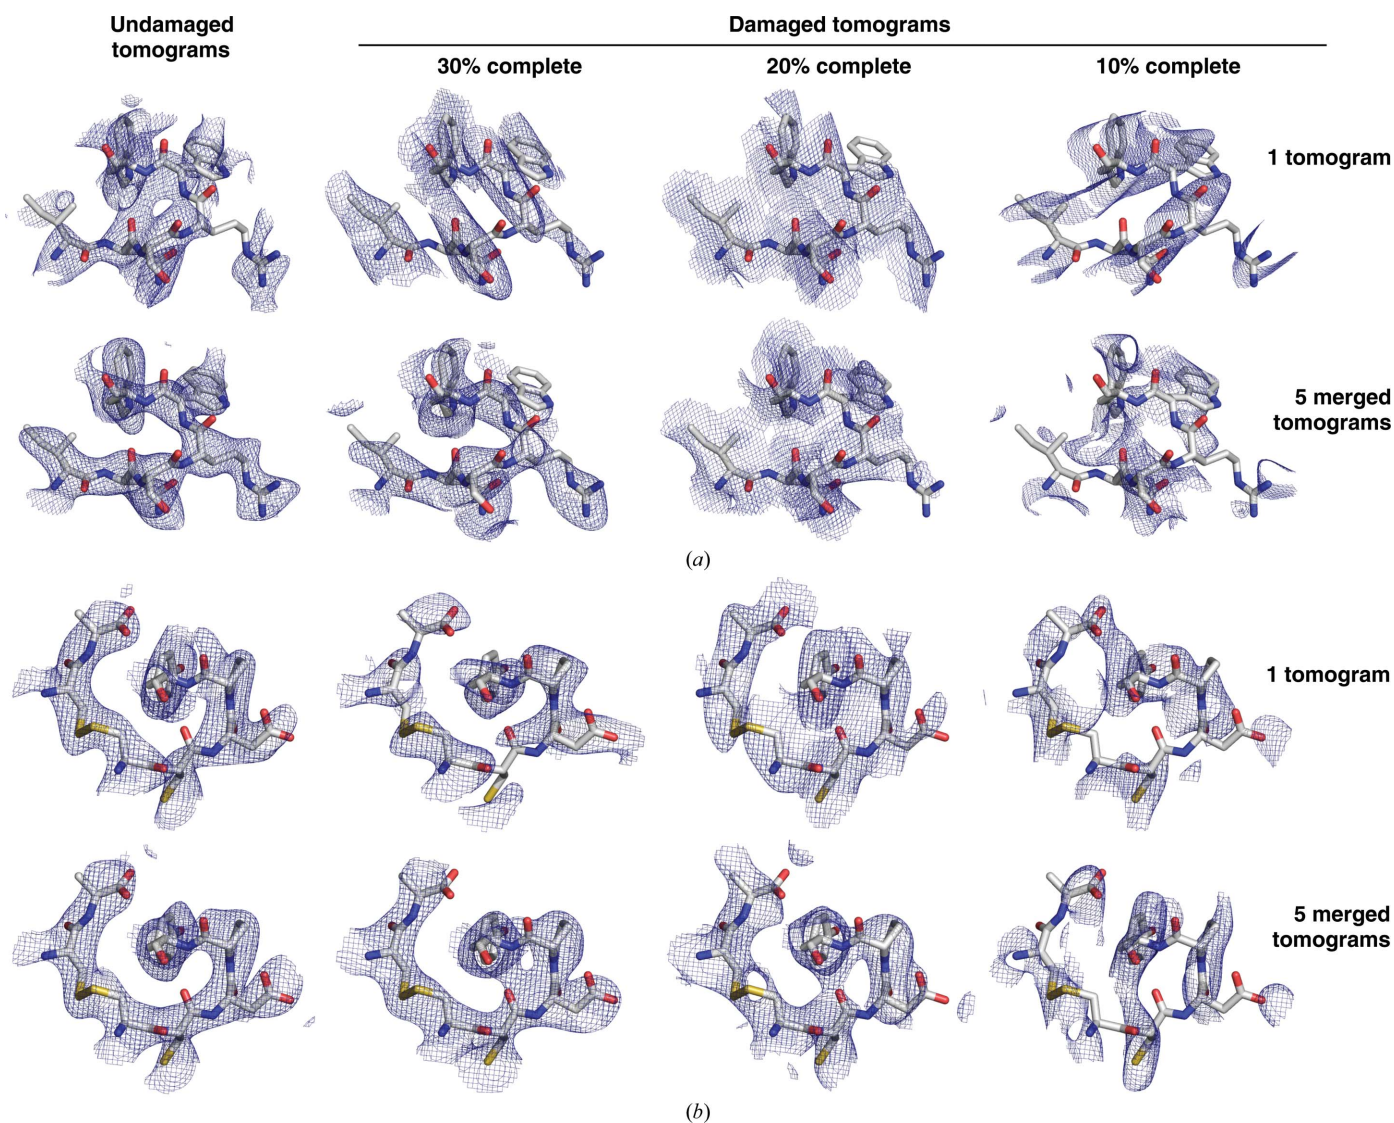 Undamaged
tomograms
Damaged tomograms
30% complete
20% complete
10% complete
1 tomogram
5 merged
tomograms
(a)
1 tomogram
5 merged
tomograms
(b)